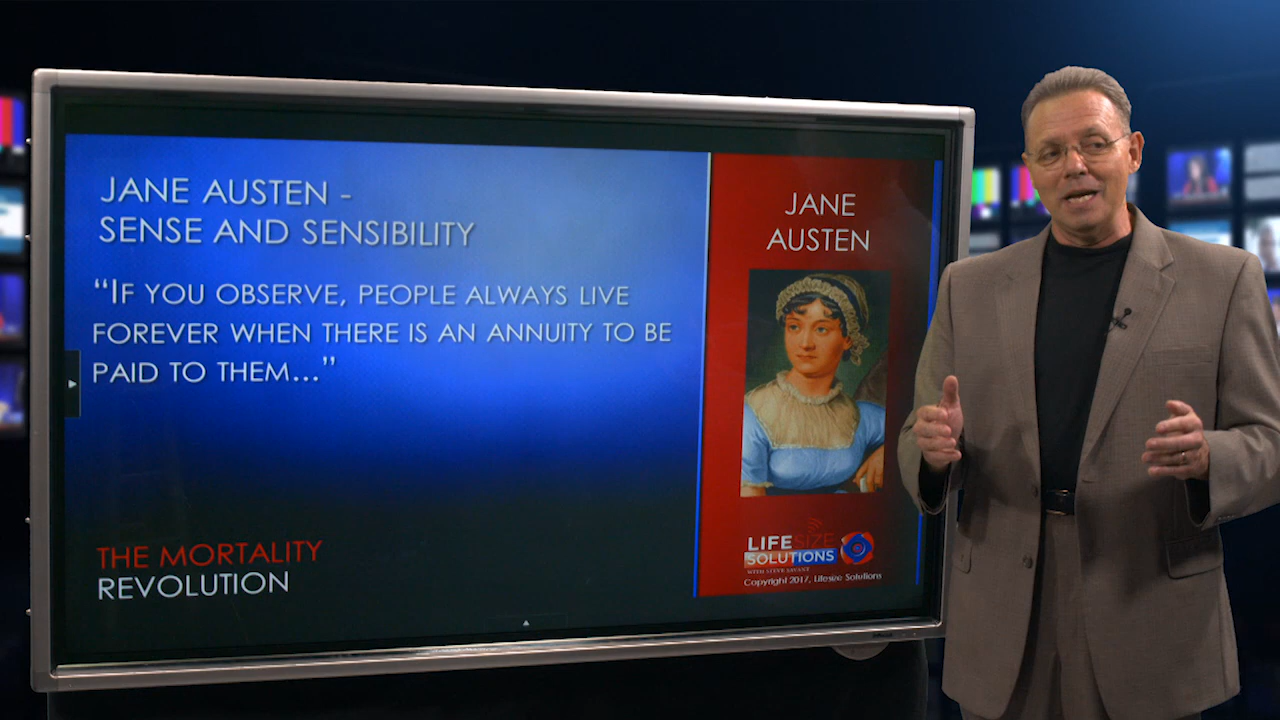 JANE AUSTEN -
SENSE AND SENSIBILITY
“IF YOU OBSERVE, PEOPLE ALWAYS LIVE
FOREVER WHEN THERE IS AN ANNUITY TO BE
PAID TO THEM...”
THE MORTALITY
REVOLUTION
JANE
AUSTEN
LIFESIZE
SOLUTIONS
Copyright 2017, Lifesize Solutions